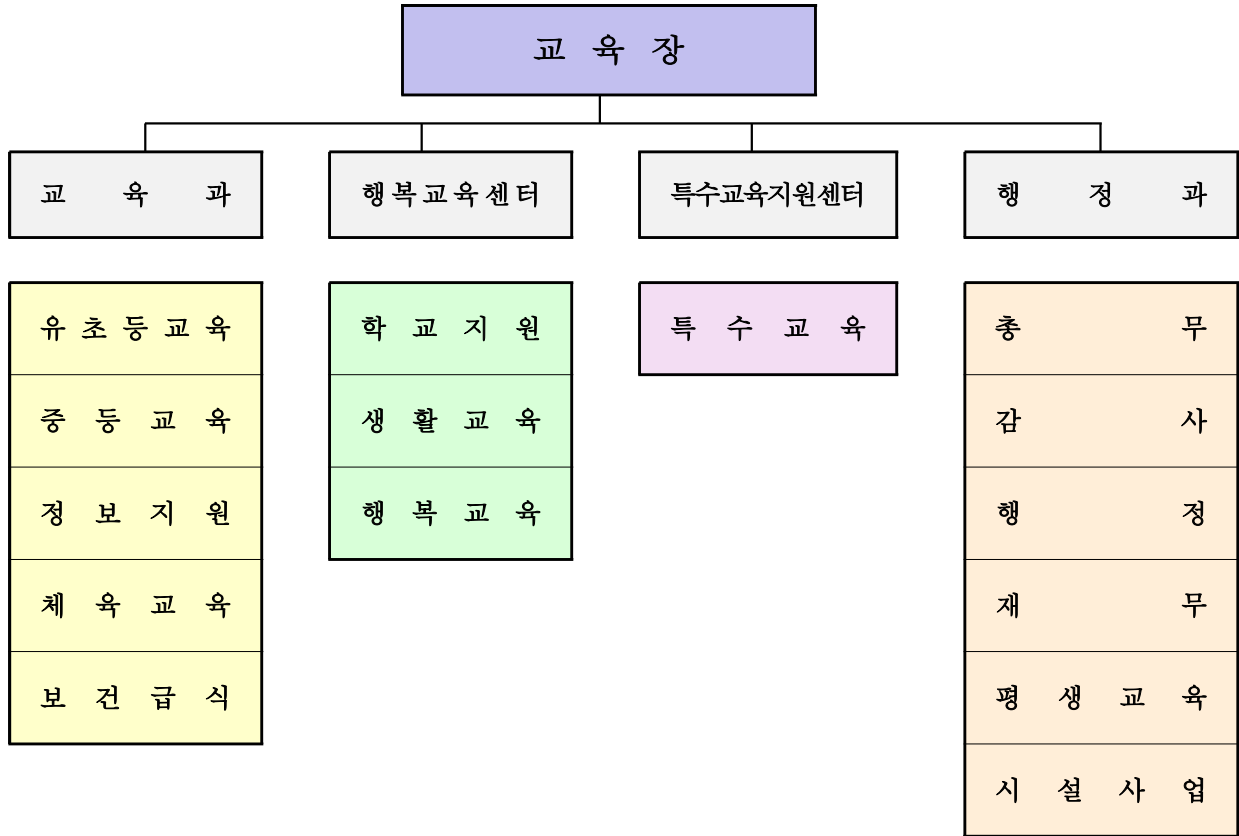 교 육 장
교 육 과
행복교육센터
특수교육지원센터
행 정 과
유초등교육
중등교육
정보지원
체육교육
보건급식
학교지원
생활교육
행복교육
특수교육
총 무
감 사
행 정
재 무
평생교육
시설사업